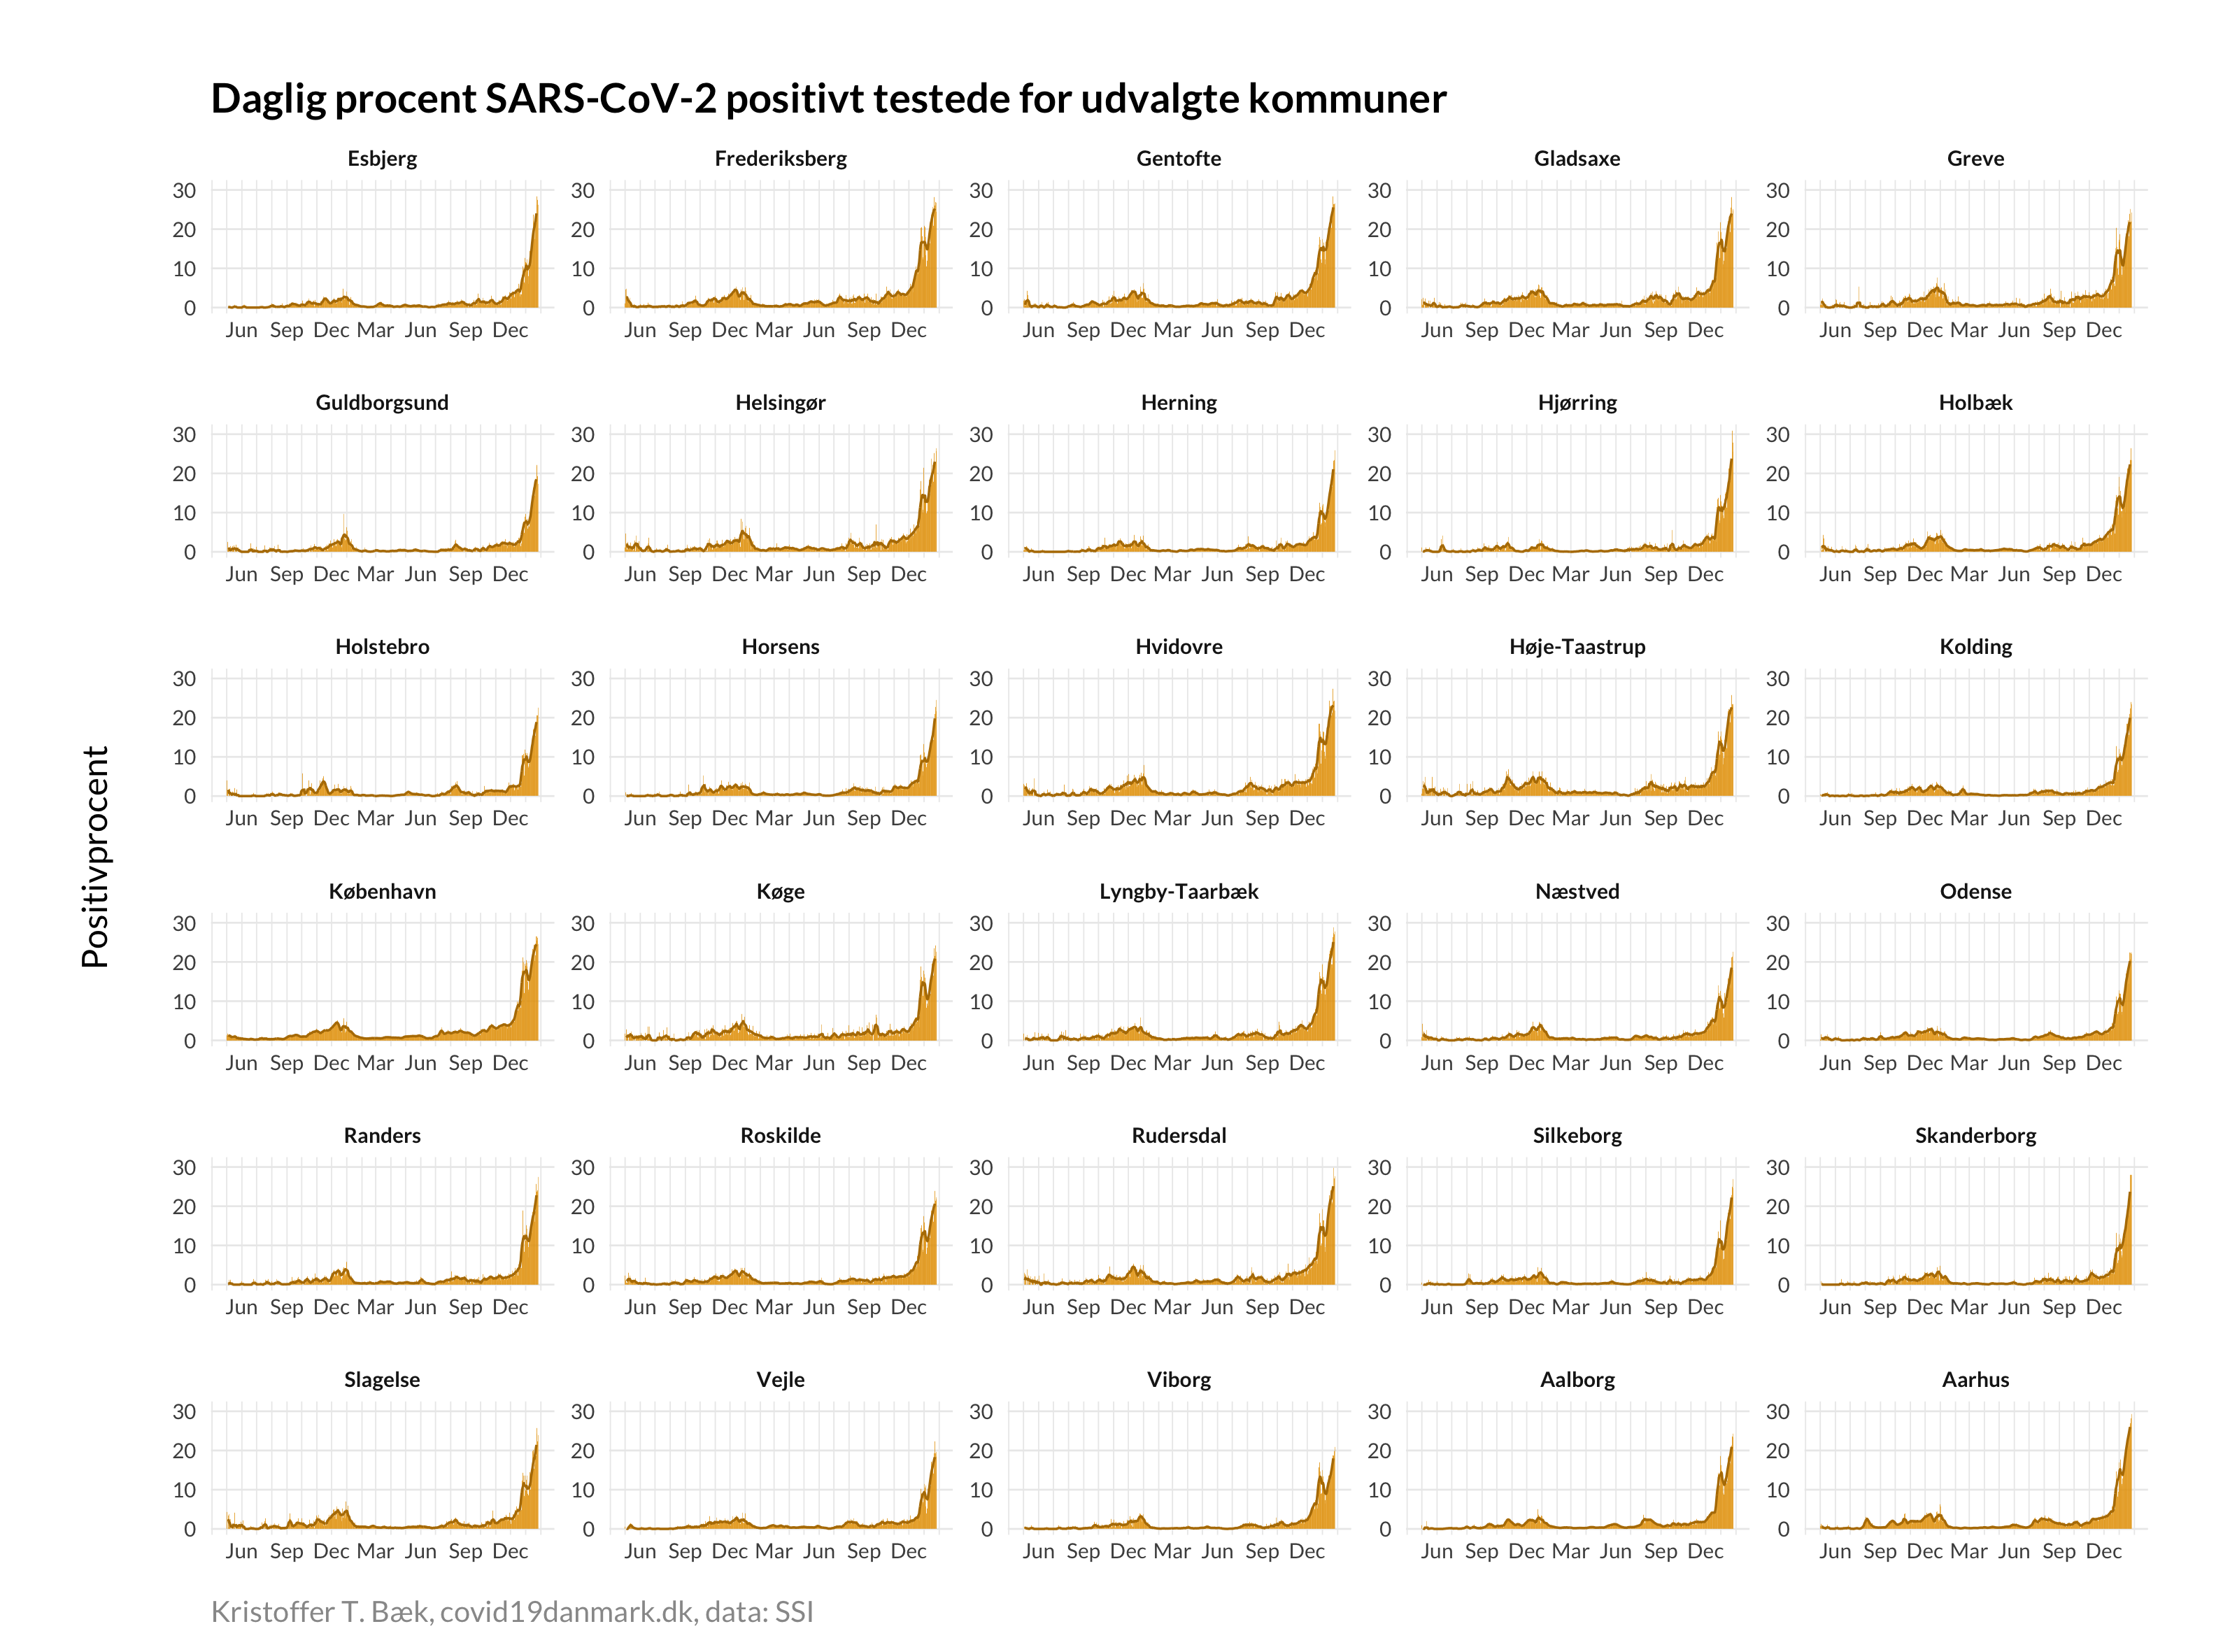 Daglig procent SARS-CoV-2 positivt testede for udvalgte kommuner
Positivprocent
Esbjerg Frederiksberg Gentofte Gladsaxe Greve
30 30 30 30 30
20 20 20 20 20
10 10 10 10 10
0 0 0 0 0
Jun Sep Dec Mar Jun Sep Dec Jun Sep Dec Mar Jun Sep Dec Jun Sep Dec Mar Jun Sep Dec Jun Sep Dec Mar Jun Sep Dec Jun Sep Dec Mar Jun Sep Dec
Guldborgsund Helsingør Herning Hjørring Holbæk
30 30 30 30 30
20 20 20 20 20
10 10 10 10 10
0 0 0 0 0
Jun Sep Dec Mar Jun Sep Dec Jun Sep Dec Mar Jun Sep Dec Jun Sep Dec Mar Jun Sep Dec Jun Sep Dec Mar Jun Sep Dec Jun Sep Dec Mar Jun Sep Dec
Holstebro Horsens Hvidovre Høje-Taastrup Kolding
30 30 30 30 30
20 20 20 20 20
10 10 10 10 10
0 0 0 0 0
Jun Sep Dec Mar Jun Sep Dec Jun Sep Dec Mar Jun Sep Dec Jun Sep Dec Mar Jun Sep Dec Jun Sep Dec Mar Jun Sep Dec Jun Sep Dec Mar Jun Sep Dec
København Køge Lyngby-Taarbæk Næstved Odense
30 30 30 30 30
20 20 20 20 20
10 10 10 10 10
0 0 0 0 0
Jun Sep Dec Mar Jun Sep Dec Jun Sep Dec Mar Jun Sep Dec Jun Sep Dec Mar Jun Sep Dec Jun Sep Dec Mar Jun Sep Dec Jun Sep Dec Mar Jun Sep Dec
Randers Roskilde Rudersdal Silkeborg Skanderborg
30 30 30 30 30
20 20 20 20 20
10 10 10 10 10
0 0 0 0 0
Jun Sep Dec Mar Jun Sep Dec Jun Sep Dec Mar Jun Sep Dec Jun Sep Dec Mar Jun Sep Dec Jun Sep Dec Mar Jun Sep Dec Jun Sep Dec Mar Jun Sep Dec
Slagelse Vejle Viborg Aalborg Aarhus
30 30 30 30 30
20 20 20 20 20
10 10 10 10 10
0 0 0 0 0
Jun Sep Dec Mar Jun Sep Dec Jun Sep Dec Mar Jun Sep Dec Jun Sep Dec Mar Jun Sep Dec Jun Sep Dec Mar Jun Sep Dec Jun Sep Dec Mar Jun Sep Dec
Kristoffer T. Bæk, covid19danmark.dk, data: SSI